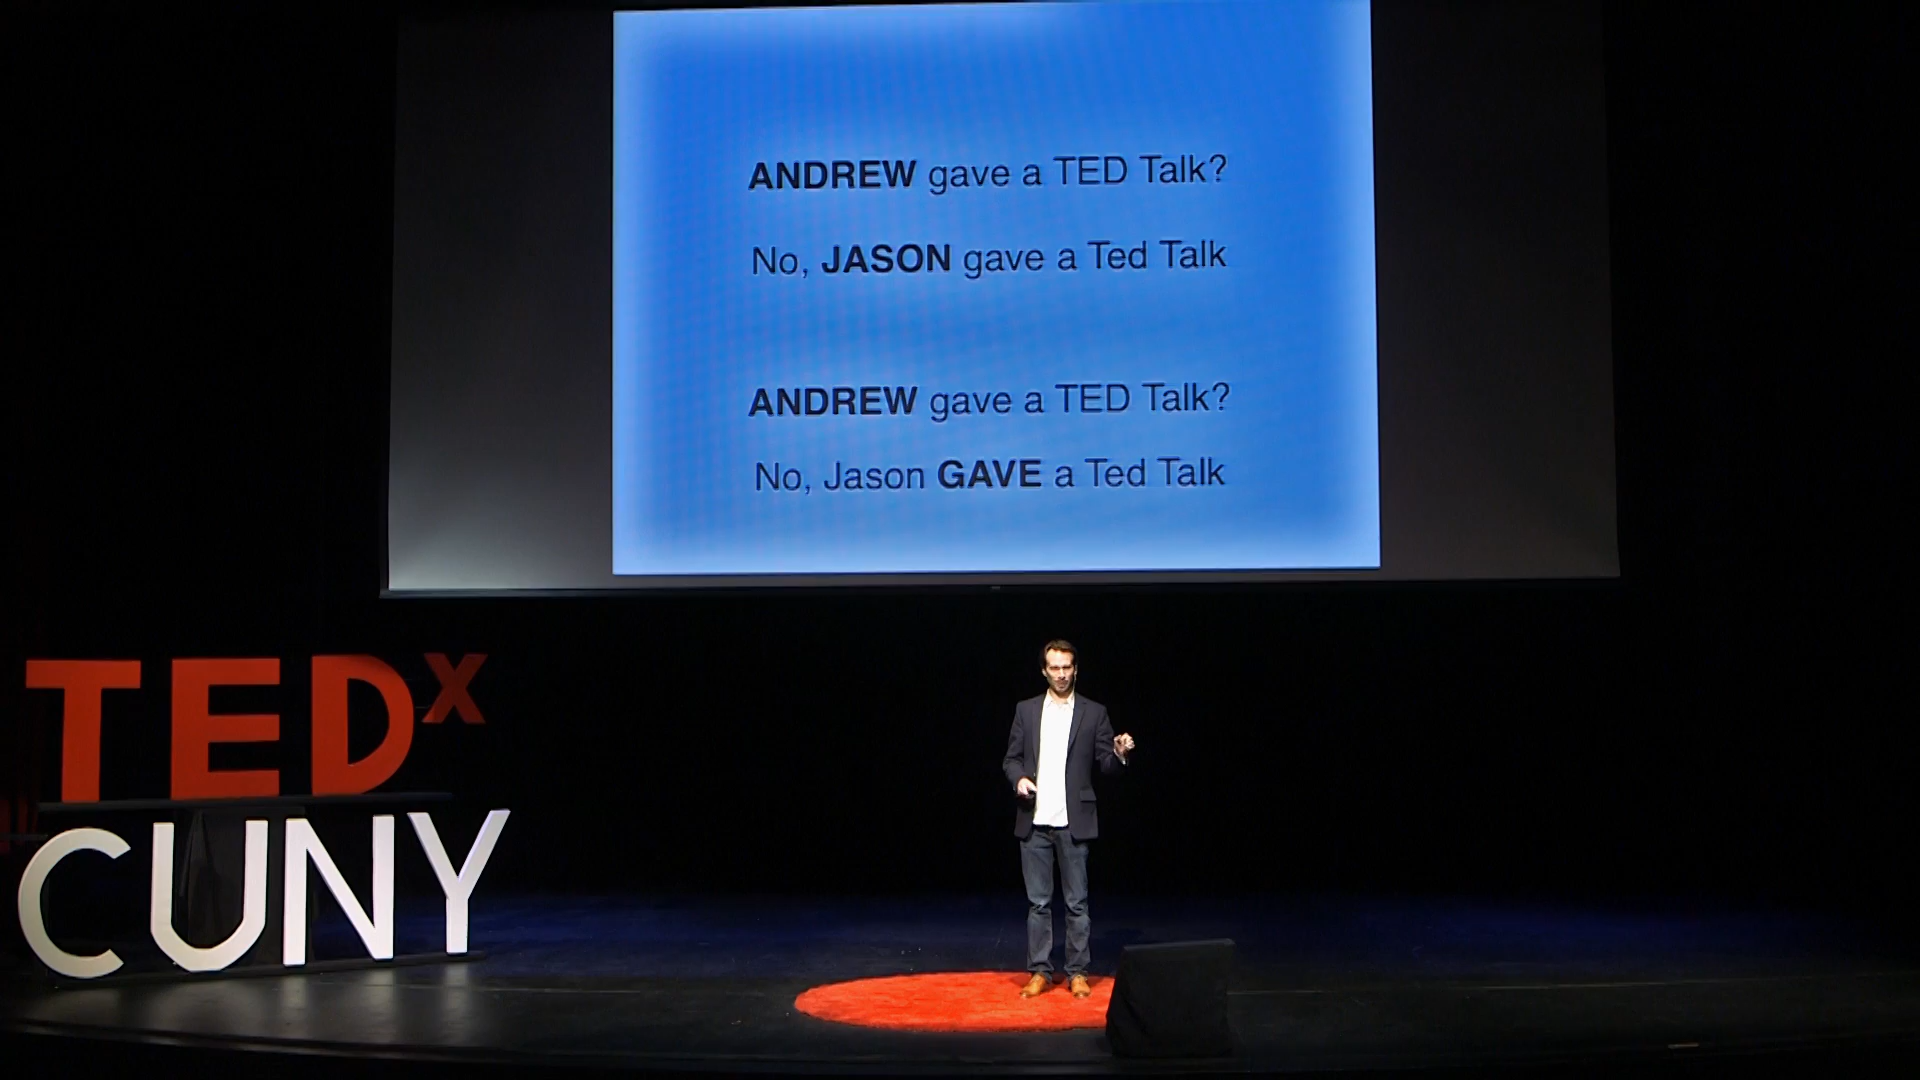 ANDREW gave a TED Talk?
No, JASON gave a Ted Talk
ANDREW gave a TED Talk?
No, Jason GAVE a Ted Talk
TEDx
CUNY